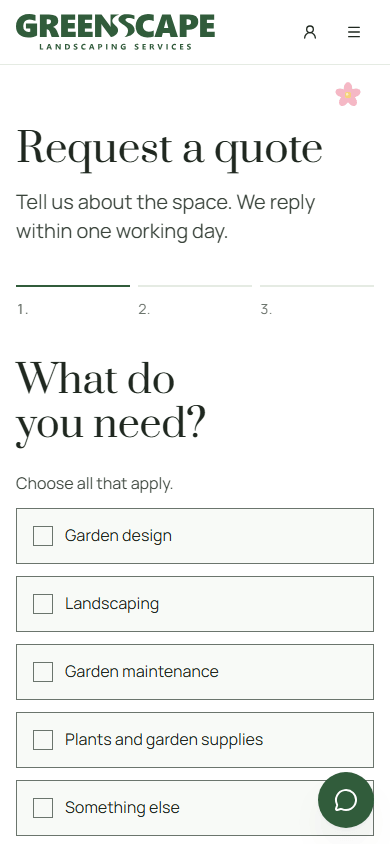 GREENSCAPE
LANDSCAPING SERVICES
Request a quote
Tell us about the space. We reply
within one working day.
1.
2.
3.
What do
you need?
Choose all that apply.
Garden design
Landscaping
Garden maintenance
Plants and garden supplies
Something else